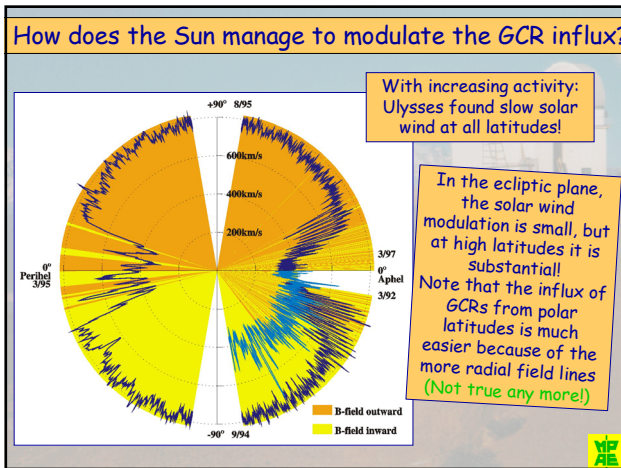 How does the Sun manage to modulate the GCR influx?
With increasing activity:
Ulysses found slow solar
wind at all latitudes!
+90° 8/95
600km/s
400km/s
200km/s
3/97
0°
Aphel
3/92
0°
Perihel
3/95
-90° 9/94
B-field outward
B-field inward
In the ecliptic plane,
the solar wind
modulation is small, but
at high latitudes it is
substantial!
Note that the influx of
GCRs from polar
latitudes is much
easier because of the
more radial field lines
(Not true any more!)
MP
AE